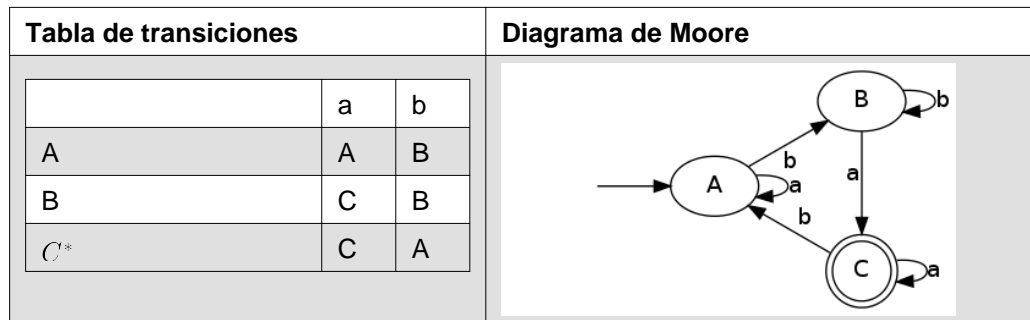 Tabla de transiciones
Diagrama de Moore
a b
A A B
B C B
C* C A
B b
b
A a
a
b
C a